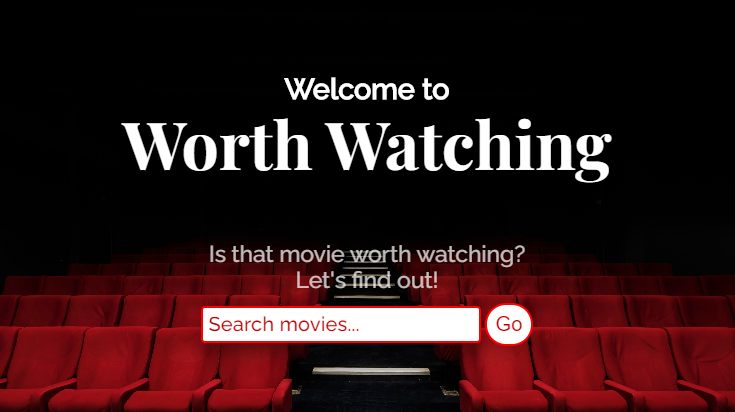 Welcome to
Worth Watching
Is that movie worth watching?
Let's find out!
Search movies... Go